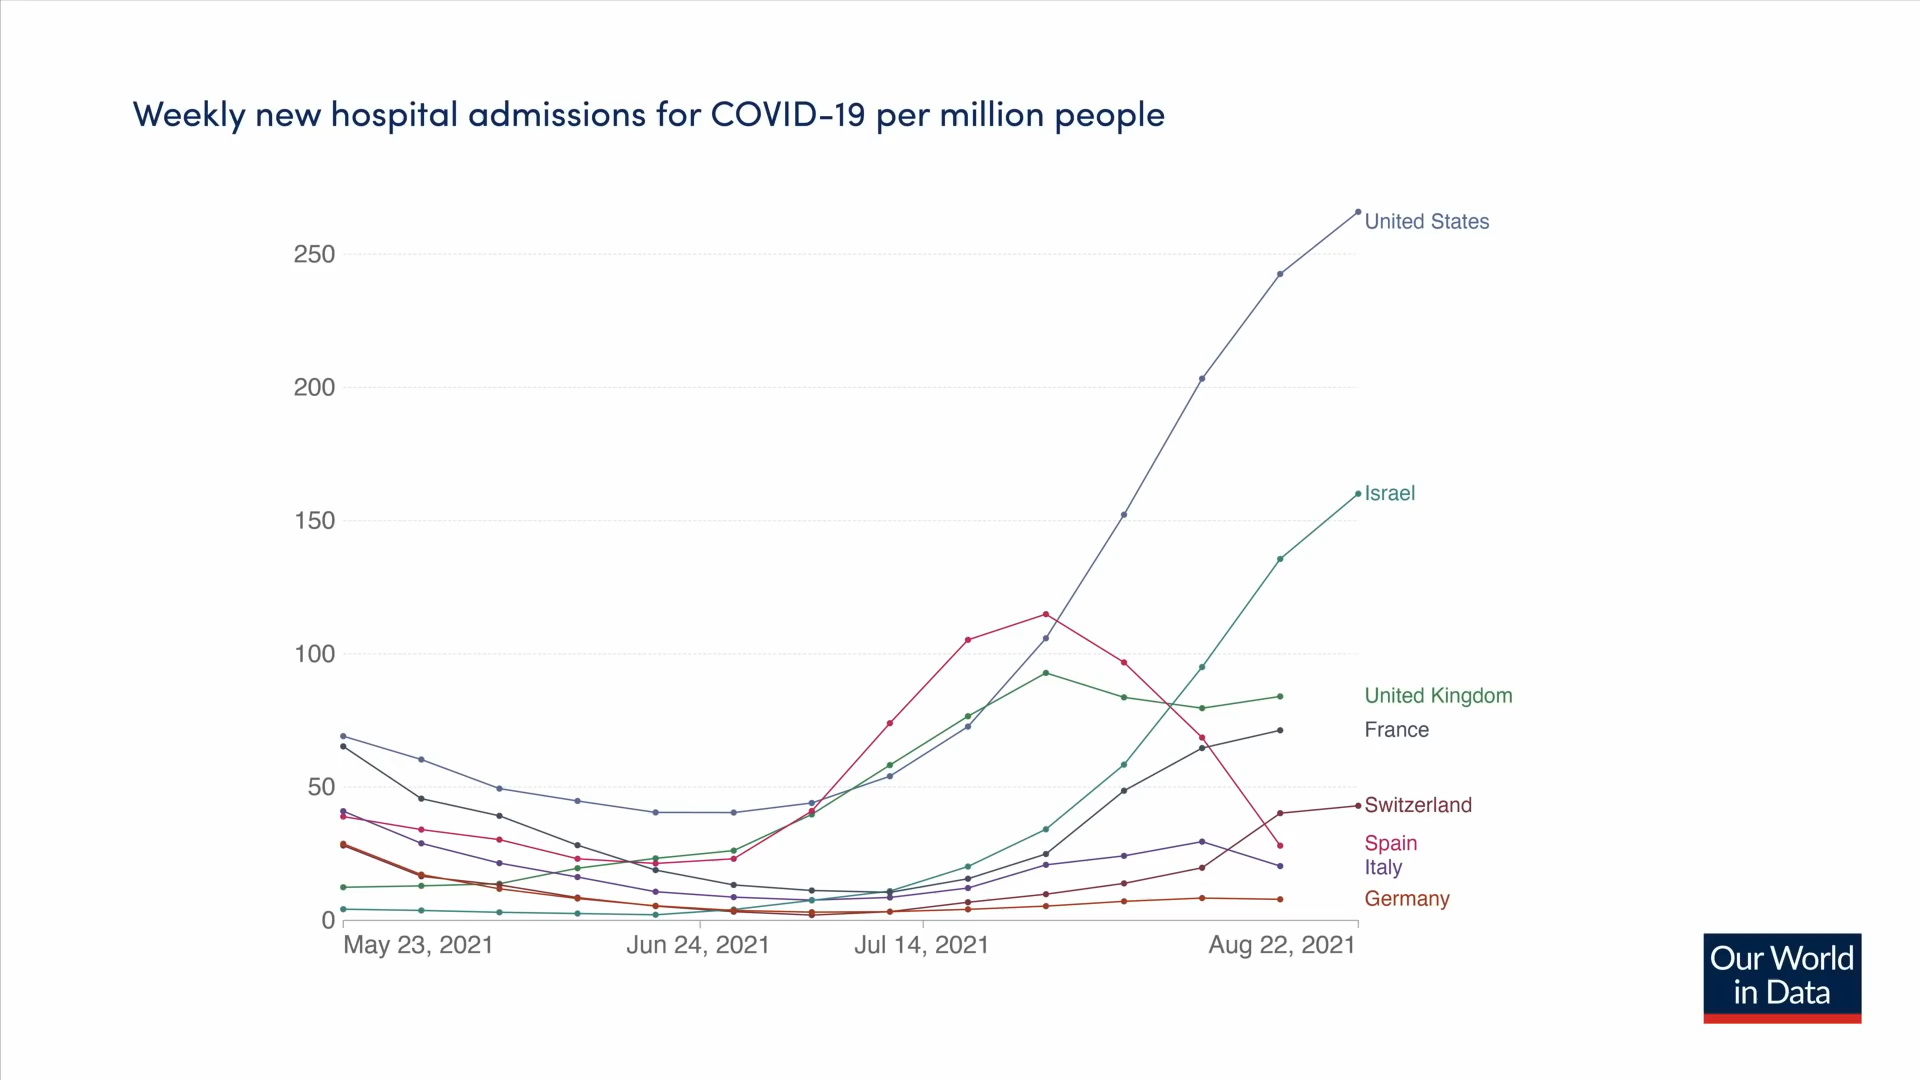 Weekly new hospital admissions for COVID-19 per million people
United States
250
200
Israel
150
100
United Kingdom
France
50
Switzerland
Spain
Italy
Germany
0
May 23, 2021 Jun 24, 2021 Jul 14, 2021 Aug 22, 2021
Our World
in Data